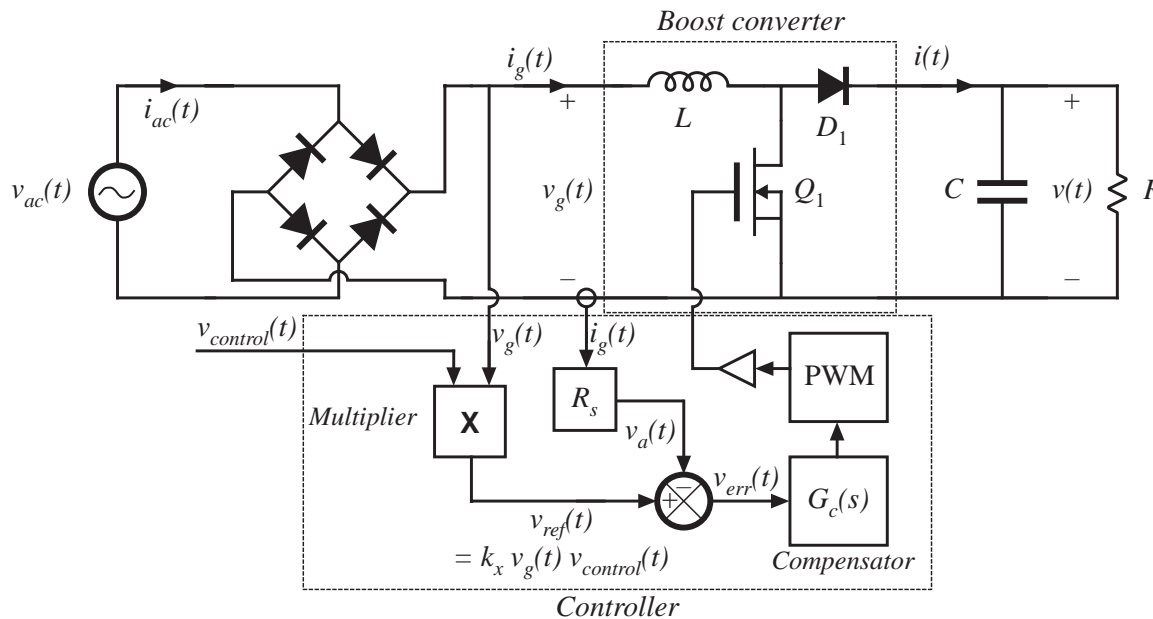 Boost converter
i_g(t)
i(t)
i_ac(t)
+
+
L
D_1
v_ac(t)
v_g(t)
Q_1
C
v(t)
–
–
v_control(t)
v_g(t)
i_g(t)
PWM
R_s
Multiplier
X
v_a(t)
–
+
v_err(t)
G_c(s)
v_ref(t)
= k_x v_g(t) v_control(t)
Compensator
Controller